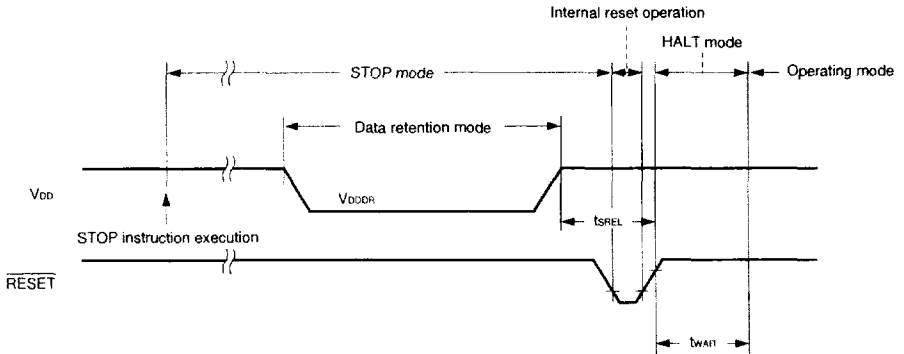 Internal reset operation
HALT mode
STOP mode
Operating mode
Data retention mode
VDD
VDDDR
tSREL
STOP instruction execution
RESET
tWAIT